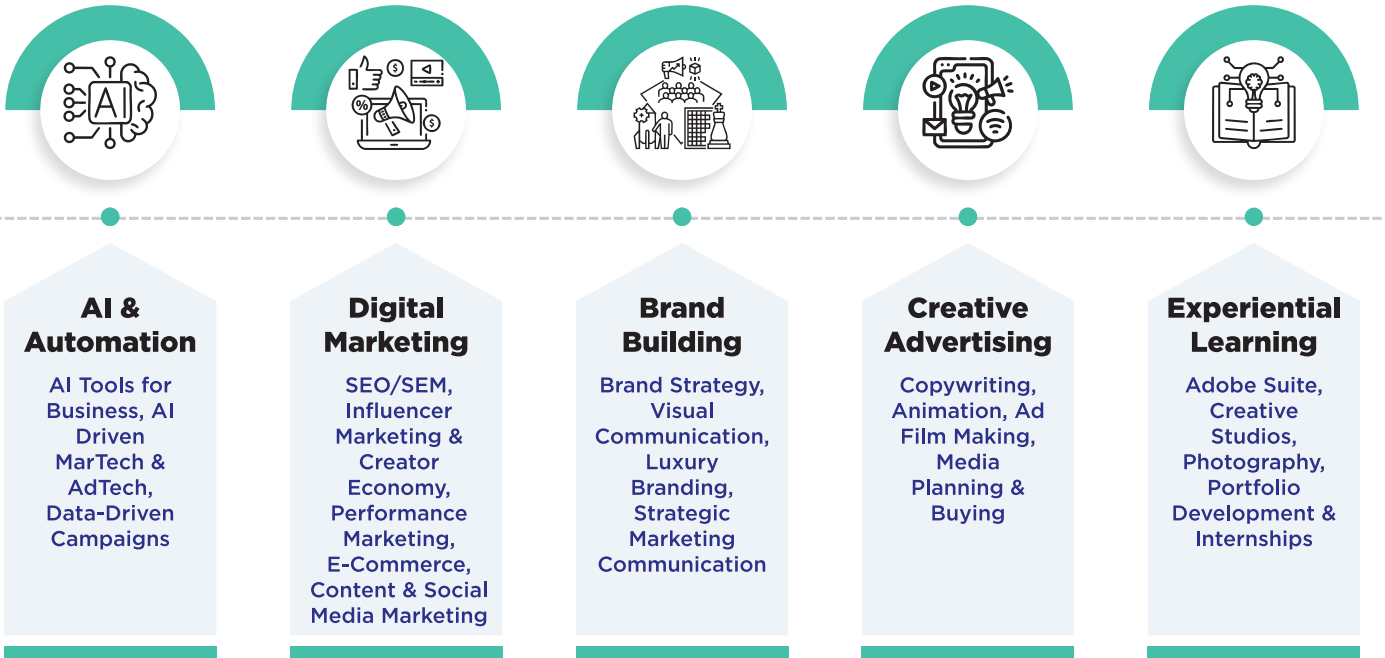 AI
%
$
$
AI &
Automation
AI Tools for
Business, AI
Driven
MarTech &
AdTech,
Data-Driven
Campaigns
Digital
Marketing
SEO/SEM,
Influencer
Marketing &
Creator
Economy,
Performance
Marketing,
E-Commerce,
Content & Social
Media Marketing
Brand
Building
Brand Strategy,
Visual
Communication,
Luxury
Branding,
Strategic
Marketing
Communication
Creative
Advertising
Copywriting,
Animation, Ad
Film Making,
Media
Planning &
Buying
Experiential
Learning
Adobe Suite,
Creative
Studios,
Photography,
Portfolio
Development &
Internships